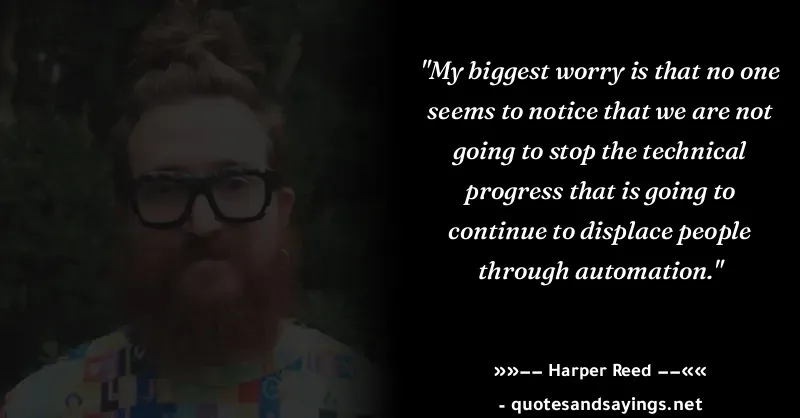 "My biggest worry is that no one
seems to notice that we are not
going to stop the technical
progress that is going to
continue to displace people
through automation."
»»−− Harper Reed −−««
- quotesandsayings.net